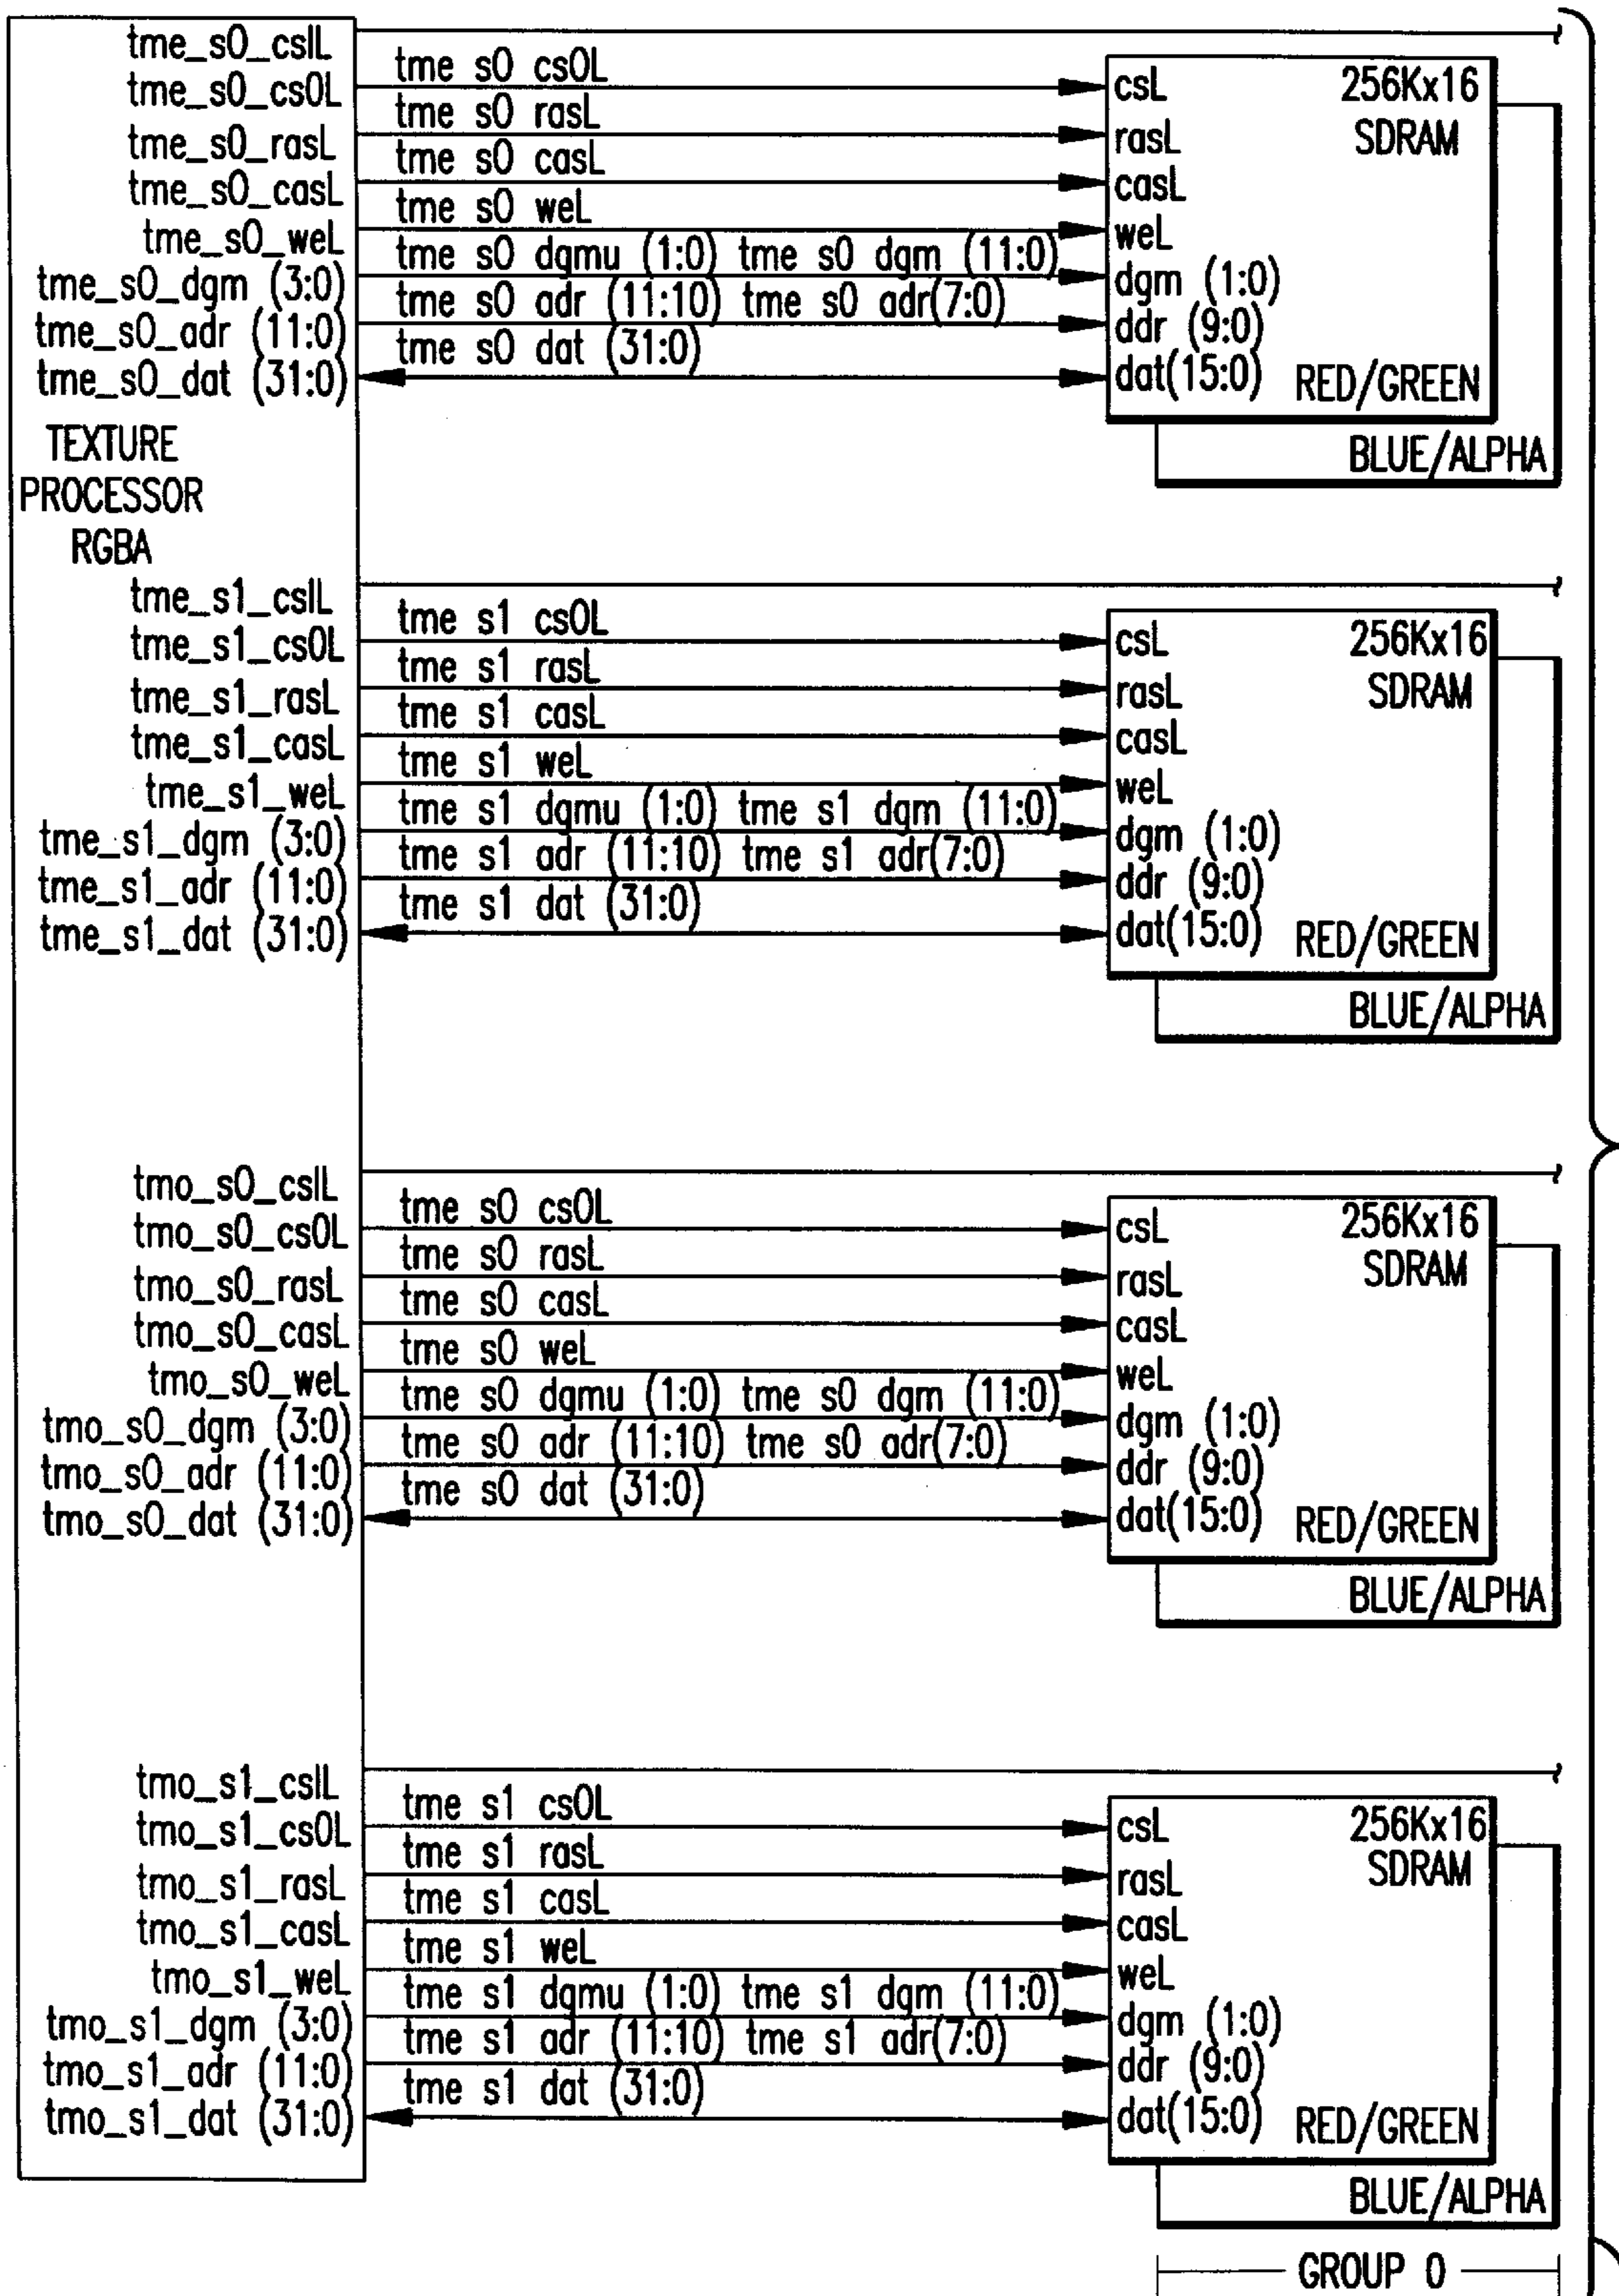 tme_s0_cslL
tme_s0_cs0L
tme_s0_rasL
tme_s0_casL
tme_s0_weL
tme_s0_dgm (3:0)
tme_s0_adr (11:0)
tme_s0_dat (31:0)
TEXTURE
PROCESSOR
RGBA
tme s0 cs0L
tme s0 rasL
tme s0 casL
tme s0 weL
tme s0 dgmu (1:0) tme s0 dgm (11:0)
tme s0 adr (11:10) tme s0 adr(7:0)
tme s0 dat (31:0)
csL
rasL
casL
weL
dgm (1:0)
ddr (9:0)
dat(15:0)
256Kx16
SDRAM
RED/GREEN
BLUE/ALPHA
tme_s1_cslL
tme_s1_cs0L
tme_s1_rasL
tme_s1_casL
tme_s1_weL
tme_s1_dgm (3:0)
tme_s1_adr (11:0)
tme_s1_dat (31:0)
tme s1 cs0L
tme s1 rasL
tme s1 casL
tme s1 weL
tme s1 dgmu (1:0) tme s1 dgm (11:0)
tme s1 adr (11:10) tme s1 adr(7:0)
tme s1 dat (31:0)
csL
rasL
casL
weL
dgm (1:0)
ddr (9:0)
dat(15:0)
256Kx16
SDRAM
RED/GREEN
BLUE/ALPHA
tmo_s0_cslL
tmo_s0_cs0L
tmo_s0_rasL
tmo_s0_casL
tmo_s0_weL
tmo_s0_dgm (3:0)
tmo_s0_adr (11:0)
tmo_s0_dat (31:0)
tme s0 cs0L
tme s0 rasL
tme s0 casL
tme s0 weL
tme s0 dgmu (1:0) tme s0 dgm (11:0)
tme s0 adr (11:10) tme s0 adr(7:0)
tme s0 dat (31:0)
csL
rasL
casL
weL
dgm (1:0)
ddr (9:0)
dat(15:0)
256Kx16
SDRAM
RED/GREEN
BLUE/ALPHA
tmo_s1_cslL
tmo_s1_cs0L
tmo_s1_rasL
tmo_s1_casL
tmo_s1_weL
tmo_s1_dgm (3:0)
tmo_s1_adr (11:0)
tmo_s1_dat (31:0)
tme s1 cs0L
tme s1 rasL
tme s1 casL
tme s1 weL
tme s1 dgmu (1:0) tme s1 dgm (11:0)
tme s1 adr (11:10) tme s1 adr(7:0)
tme s1 dat (31:0)
csL
rasL
casL
weL
dgm (1:0)
ddr (9:0)
dat(15:0)
256Kx16
SDRAM
RED/GREEN
BLUE/ALPHA
GROUP 0